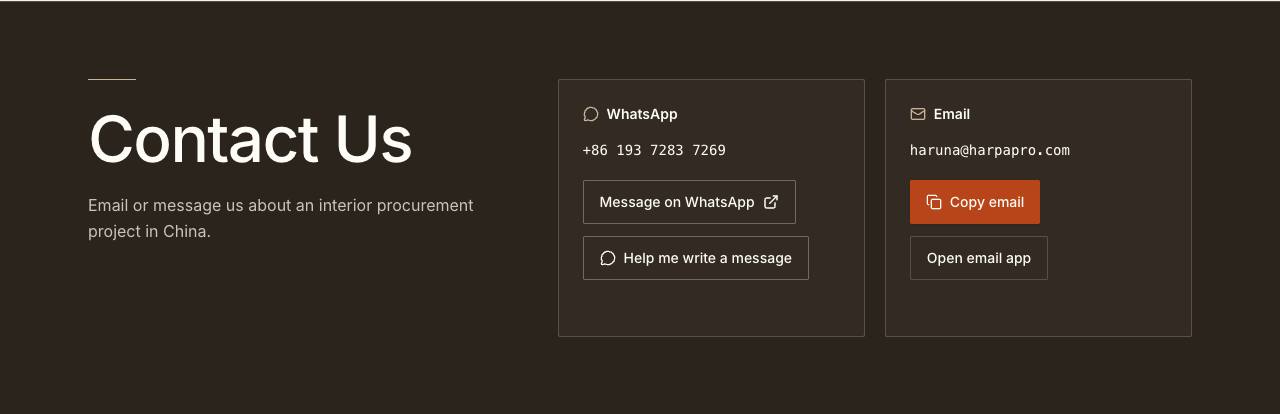 Contact Us
Email or message us about an interior procurement
project in China.
WhatsApp
+86 193 7283 7269
Message on WhatsApp
Help me write a message
Email
haruna@harpapro.com
Copy email
Open email app